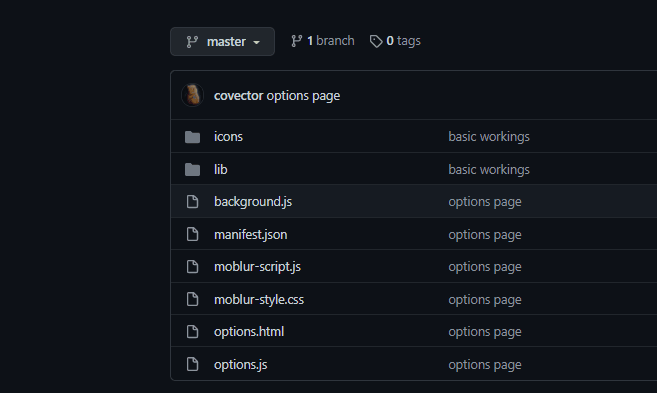 master 1 branch 0 tags
covector options page
icons basic workings
lib basic workings
background.js options page
manifest.json options page
moblur-script.js options page
moblur-style.css options page
options.html options page
options.js options page